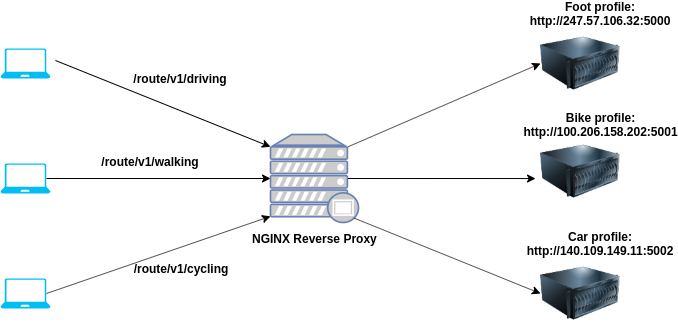 Foot profile:
http://247.57.106.32:5000
/route/v1/driving
Bike profile:
http://100.206.158.202:5001
/route/v1/walking
NGINX Reverse Proxy
Car profile:
http://140.109.149.11:5002
/route/v1/cycling